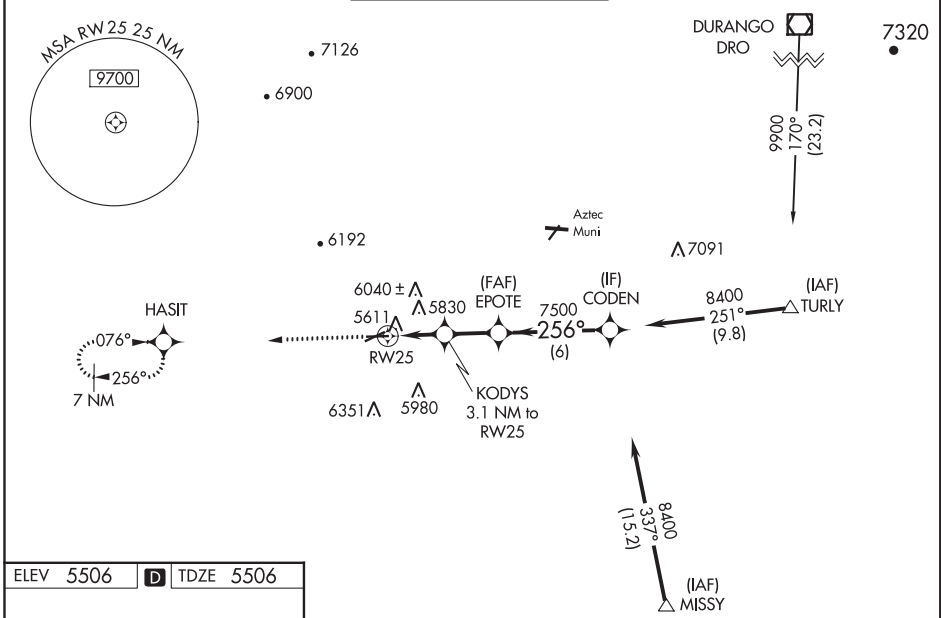 MSA RW25 25 NM
9700
7126
6900
DURANGO
DRO
7320
9900
170°
(23.2)
Aztec
Muni
6192
7091
HASIT
076°
256°
7 NM
6040 ±
5830
5611
RW25
(FAF)
EPOTE
7500
256°
(6)
(IF)
CODEN
8400
251°
(9.8)
(IAF)
TURLY
KODYS
3.1 NM to
RW25
6351
5980
8400
337°
(15.2)
(IAF)
MISSY
ELEV 5506 D TDZE 5506